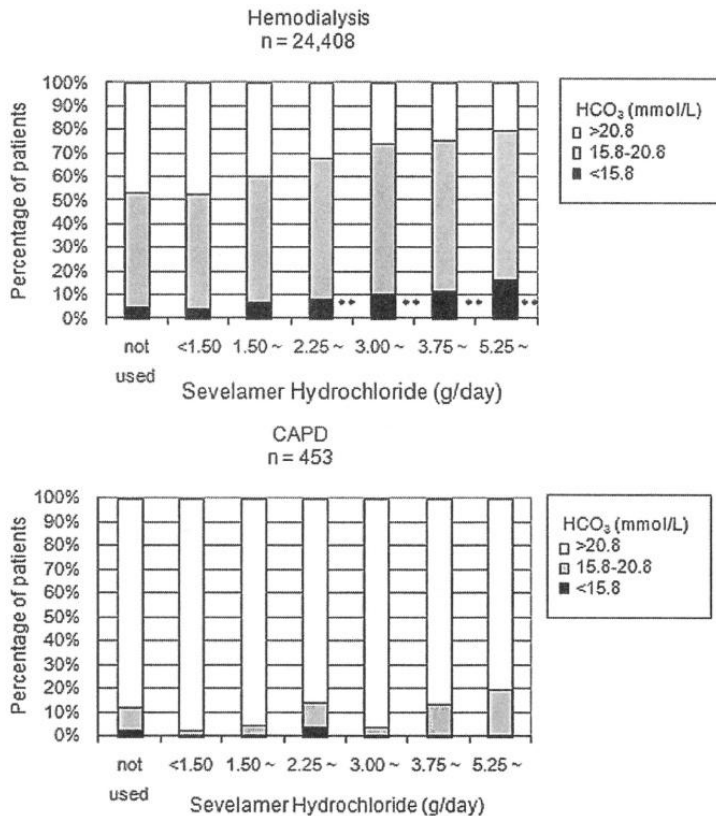 Hemodialysis
n = 24,408
Percentage of patients
100%
90%
80%
70%
60%
50%
40%
30%
20%
10%
0%
** ** ** **
not used <1.50 1.50 ~ 2.25 ~ 3.00 ~ 3.75 ~ 5.25 ~
Sevelamer Hydrochloride (g/day)
HCO₃ (mmol/L)
>20.8
15.8-20.8
<15.8
CAPD
n = 453
Percentage of patients
100%
90%
80%
70%
60%
50%
40%
30%
20%
10%
0%
not used <1.50 1.50 ~ 2.25 ~ 3.00 ~ 3.75 ~ 5.25 ~
Sevelamer Hydrochloride (g/day)
HCO₃ (mmol/L)
>20.8
15.8-20.8
<15.8